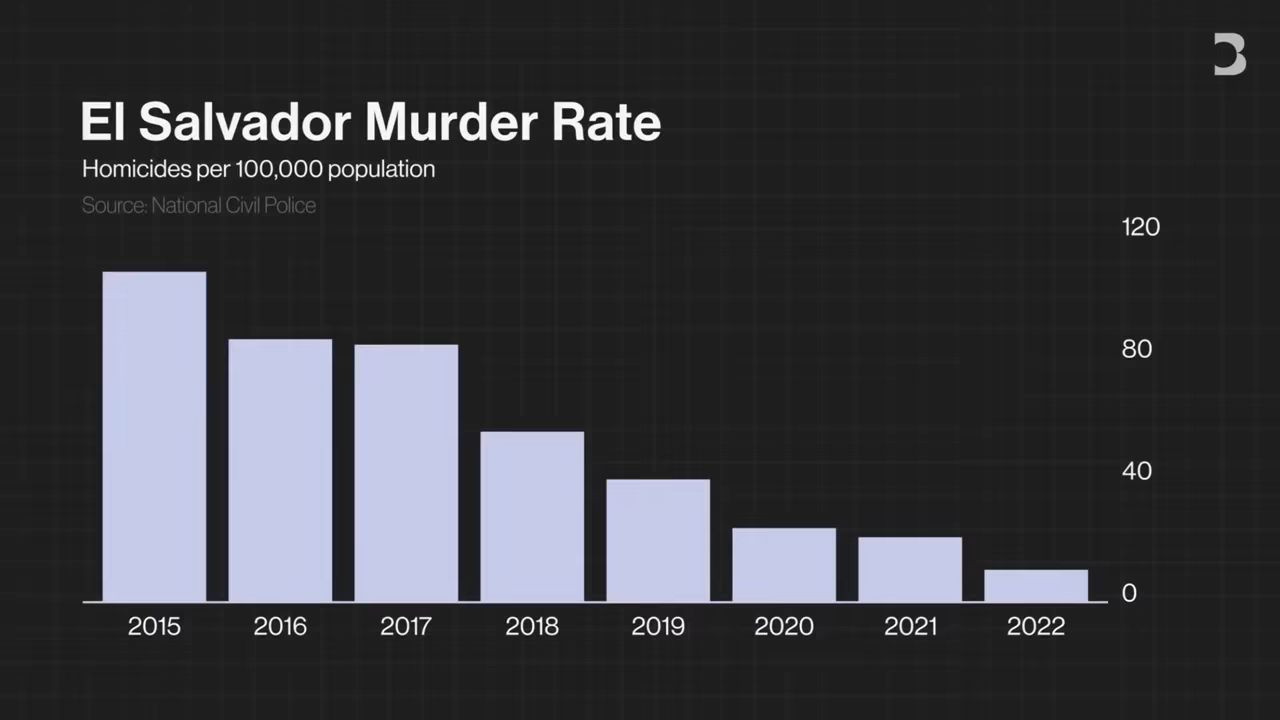 El Salvador Murder Rate
Homicides per 100,000 population
Source: National Civil Police
120
80
40
0
2015 2016 2017 2018 2019 2020 2021 2022